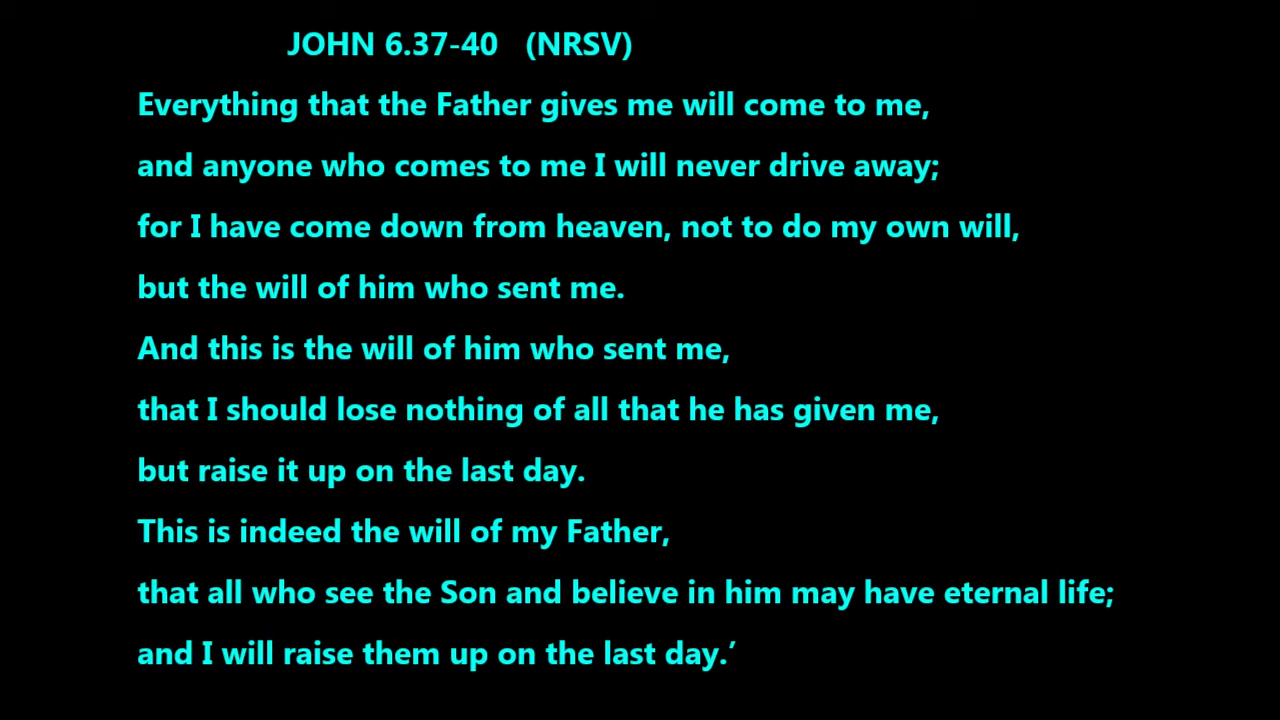 JOHN 6.37-40 (NRSV)
Everything that the Father gives me will come to me,
and anyone who comes to me I will never drive away;
for I have come down from heaven, not to do my own will,
but the will of him who sent me.
And this is the will of him who sent me,
that I should lose nothing of all that he has given me,
but raise it up on the last day.
This is indeed the will of my Father,
that all who see the Son and believe in him may have eternal life;
and I will raise them up on the last day.’